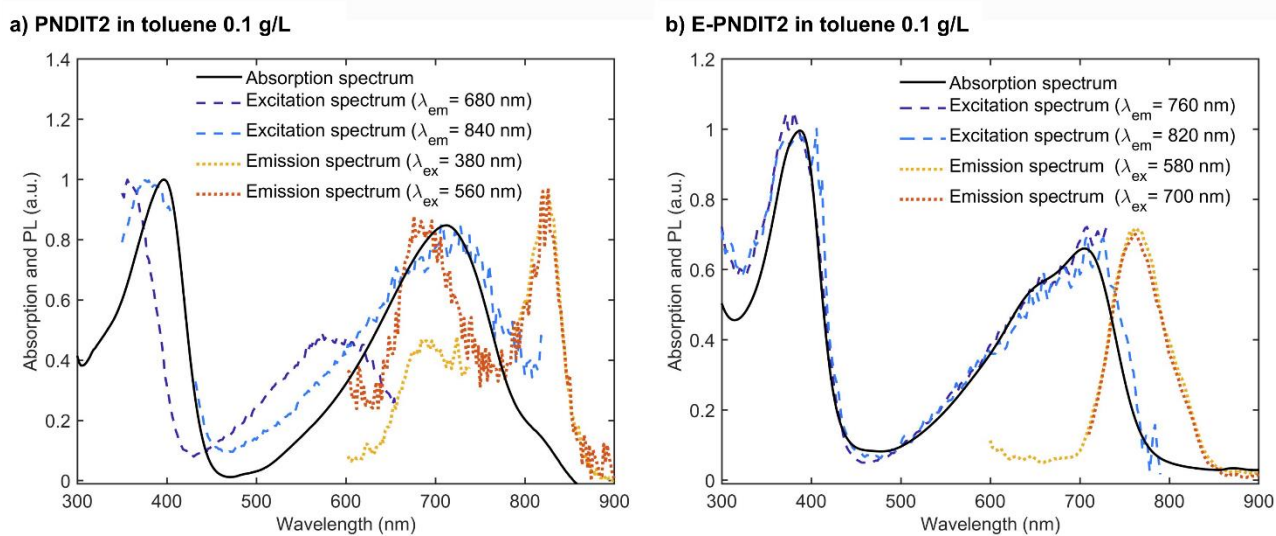 a) PNDIT2 in toluene 0.1 g/L
1.4
1.2
1
0.8
0.6
0.4
0.2
0
Absorption and PL (a.u.)
Absorption spectrum
Excitation spectrum (λem= 680 nm)
Excitation spectrum (λem= 840 nm)
Emission spectrum (λex= 380 nm)
Emission spectrum (λex= 560 nm)
300 400 500 600 700 800 900
Wavelength (nm)
b) E-PNDIT2 in toluene 0.1 g/L
1.2
1
0.8
0.6
0.4
0.2
0
Absorption and PL (a.u.)
Absorption spectrum
Excitation spectrum (λem= 760 nm)
Excitation spectrum (λem= 820 nm)
Emission spectrum (λex= 580 nm)
Emission spectrum (λex= 700 nm)
300 400 500 600 700 800 900
Wavelength (nm)